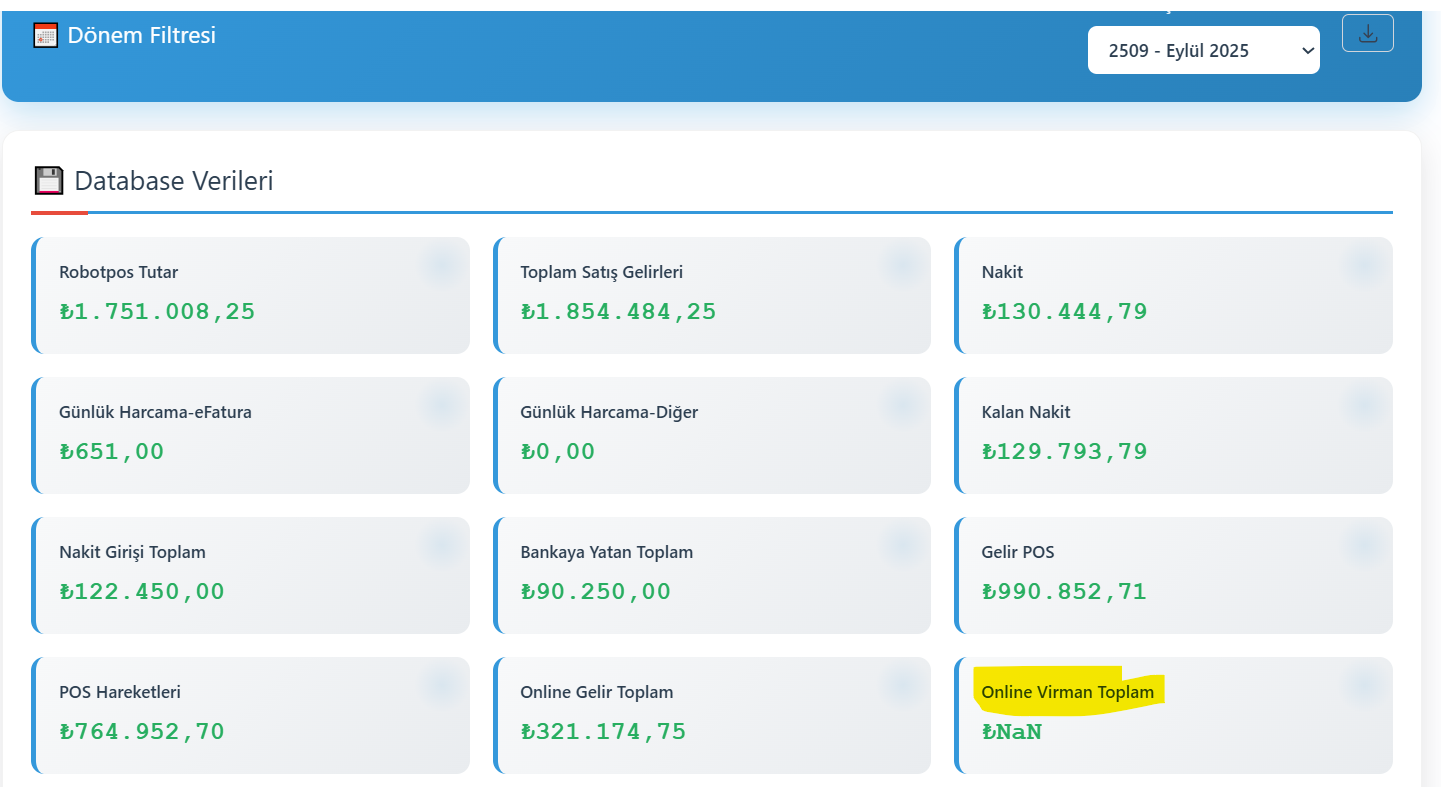 Dönem Filtresi
2509 - Eylül 2025
Database Verileri
Robotpos Tutar
₺1.751.008,25
Toplam Satış Gelirleri
₺1.854.484,25
Nakit
₺130.444,79
Günlük Harcama-eFatura
₺651,00
Günlük Harcama-Diğer
₺0,00
Kalan Nakit
₺129.793,79
Nakit Girişi Toplam
₺122.450,00
Bankaya Yatan Toplam
₺90.250,00
Gelir POS
₺990.852,71
POS Hareketleri
₺764.952,70
Online Gelir Toplam
₺321.174,75
Online Virman Toplam
₺NaN